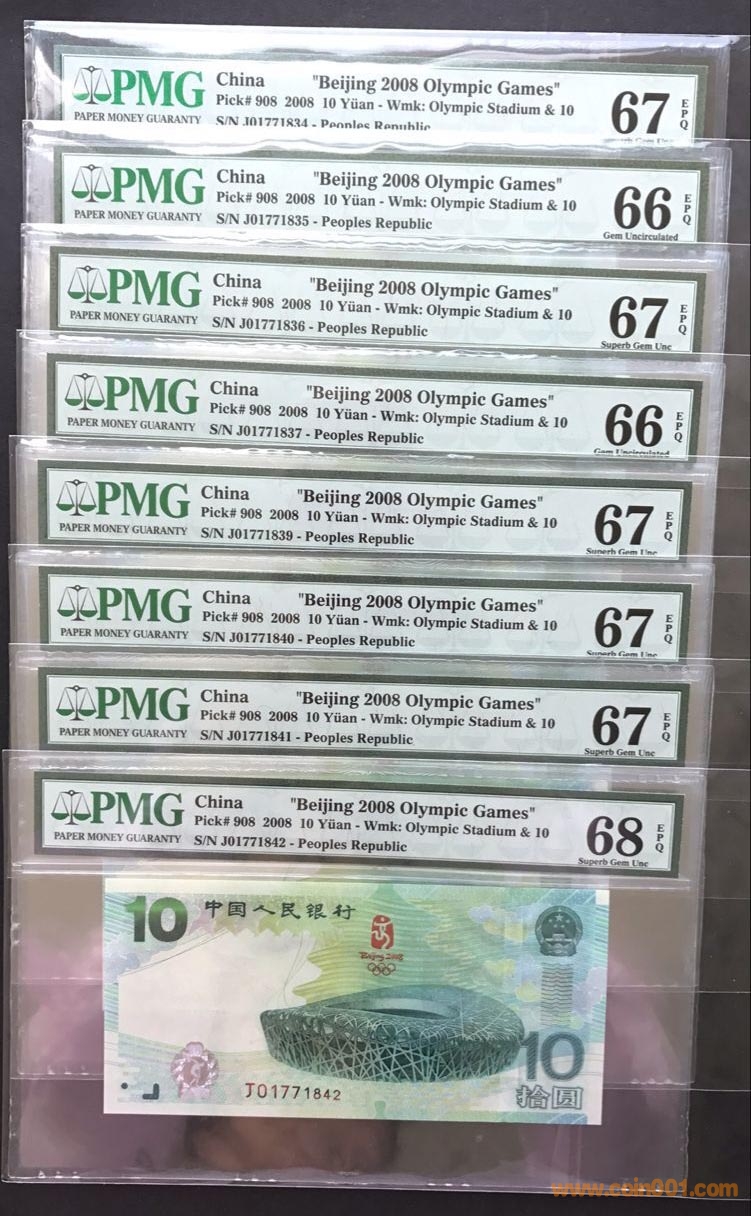 PMG
PAPER MONEY GUARANTY
China "Beijing 2008 Olympic Games"
Pick# 908 2008 10 Yüan - Wmk: Olympic Stadium & 10
S/N J01771834 - Peoples Republic
67 EPQ
Superb Gem Unc
PMG
PAPER MONEY GUARANTY
China "Beijing 2008 Olympic Games"
Pick# 908 2008 10 Yüan - Wmk: Olympic Stadium & 10
S/N J01771835 - Peoples Republic
66 EPQ
Gem Uncirculated
PMG
PAPER MONEY GUARANTY
China "Beijing 2008 Olympic Games"
Pick# 908 2008 10 Yüan - Wmk: Olympic Stadium & 10
S/N J01771836 - Peoples Republic
67 EPQ
Superb Gem Unc
PMG
PAPER MONEY GUARANTY
China "Beijing 2008 Olympic Games"
Pick# 908 2008 10 Yüan - Wmk: Olympic Stadium & 10
S/N J01771837 - Peoples Republic
66 EPQ
Gem Uncirculated
PMG
PAPER MONEY GUARANTY
China "Beijing 2008 Olympic Games"
Pick# 908 2008 10 Yüan - Wmk: Olympic Stadium & 10
S/N J01771839 - Peoples Republic
67 EPQ
Superb Gem Unc
PMG
PAPER MONEY GUARANTY
China "Beijing 2008 Olympic Games"
Pick# 908 2008 10 Yüan - Wmk: Olympic Stadium & 10
S/N J01771840 - Peoples Republic
67 EPQ
Superb Gem Unc
PMG
PAPER MONEY GUARANTY
China "Beijing 2008 Olympic Games"
Pick# 908 2008 10 Yüan - Wmk: Olympic Stadium & 10
S/N J01771841 - Peoples Republic
67 EPQ
Superb Gem Unc
PMG
PAPER MONEY GUARANTY
China "Beijing 2008 Olympic Games"
Pick# 908 2008 10 Yüan - Wmk: Olympic Stadium & 10
S/N J01771842 - Peoples Republic
68 EPQ
Superb Gem Unc
10 中国人民银行
Beijing 2008
10
J01771842
拾圆
www.coin001.com